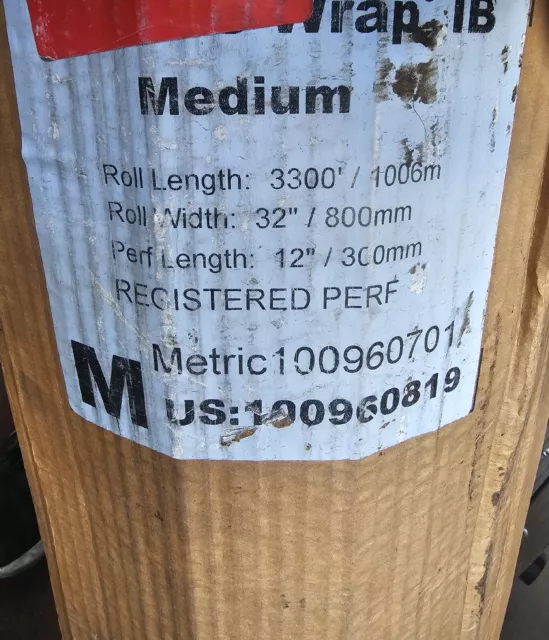 Wrap® IB
Medium
Roll Length: 3300' / 1006m
Roll Width: 32" / 800mm
Perf Length: 12" / 300mm
REGISTERED PERF
M Metric100960701
US:100960819